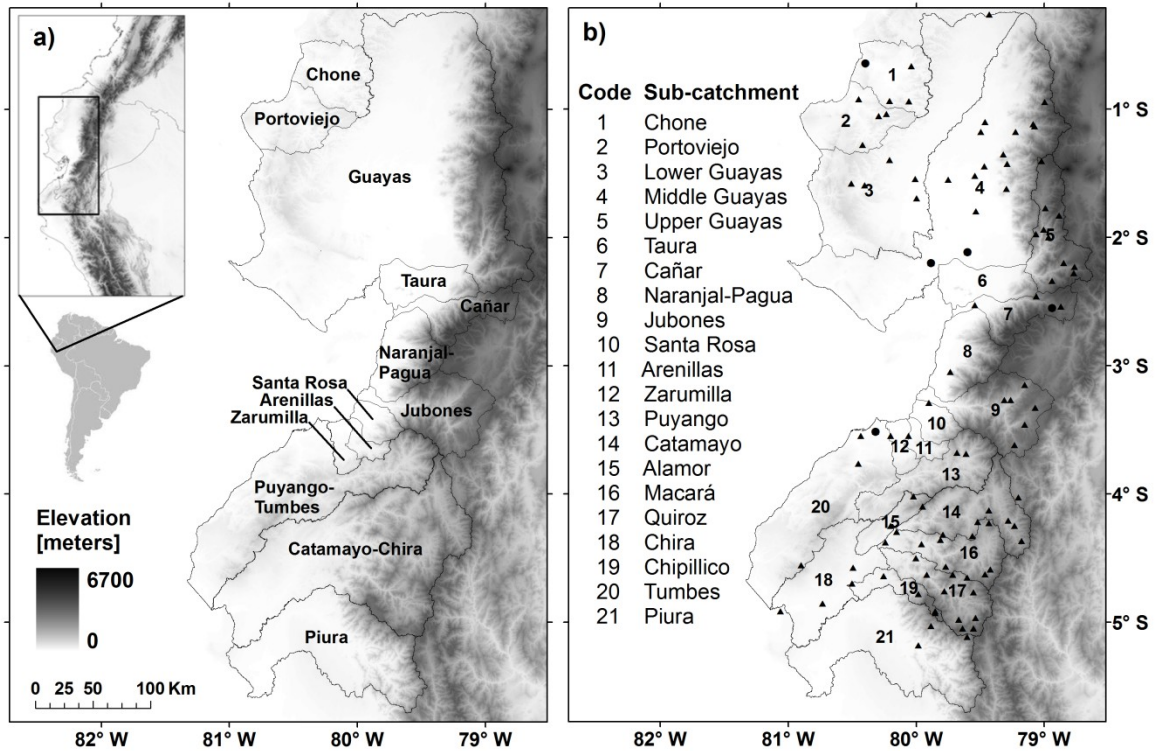 a)
Chone
Portoviejo
Guayas
Taura
Cañar
Naranjal-
Pagua
Santa Rosa
Arenillas
Zarumilla
Jubones
Puyango-
Tumbes
Catamayo-Chira
Piura
Elevation
[meters]
6700
0
0 25 50 100 Km
82° W 81° W 80° W 79° W
b)
Code Sub-catchment
1 Chone
2 Portoviejo
3 Lower Guayas
4 Middle Guayas
5 Upper Guayas
6 Taura
7 Cañar
8 Naranjal-Pagua
9 Jubones
10 Santa Rosa
11 Arenillas
12 Zarumilla
13 Puyango
14 Catamayo
15 Alamor
16 Macará
17 Quiroz
18 Chira
19 Chipillico
20 Tumbes
21 Piura
1
2
3
4
5
6
7
8
9
10
12 11
13
20
15
14
16
18
19
17
21
1° S
2° S
3° S
4° S
5° S
82° W 81° W 80° W 79° W